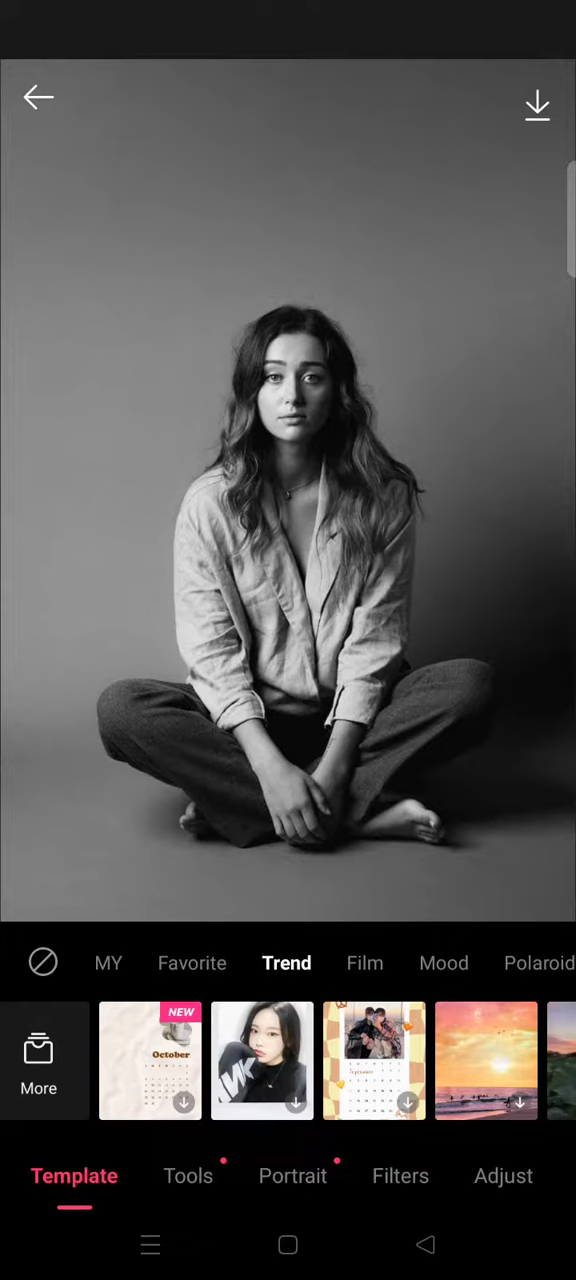 MY Favorite Trend Film Mood Polaroid
More
NEW
October
Template Tools Portrait Filters Adjust